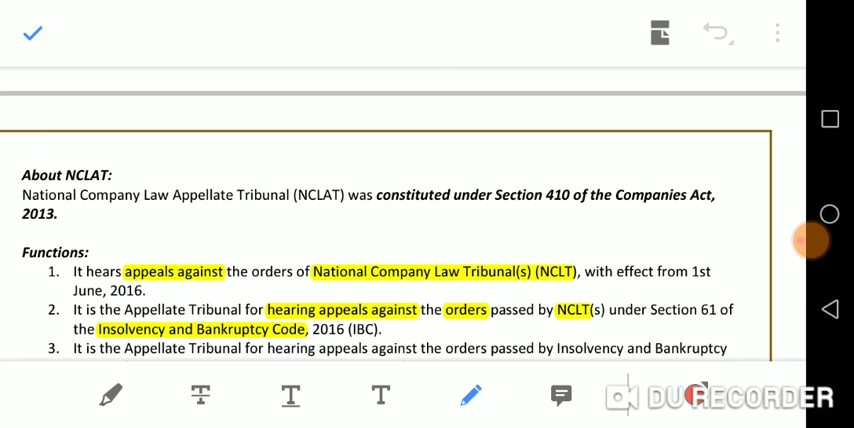 About NCLAT:
National Company Law Appellate Tribunal (NCLAT) was constituted under Section 410 of the Companies Act,
2013.
Functions:
1. It hears appeals against the orders of National Company Law Tribunal(s) (NCLT), with effect from 1st
June, 2016.
2. It is the Appellate Tribunal for hearing appeals against the orders passed by NCLT(s) under Section 61 of
the Insolvency and Bankruptcy Code, 2016 (IBC).
3. It is the Appellate Tribunal for hearing appeals against the orders passed by Insolvency and Bankruptcy
T T T
DU RECORDER